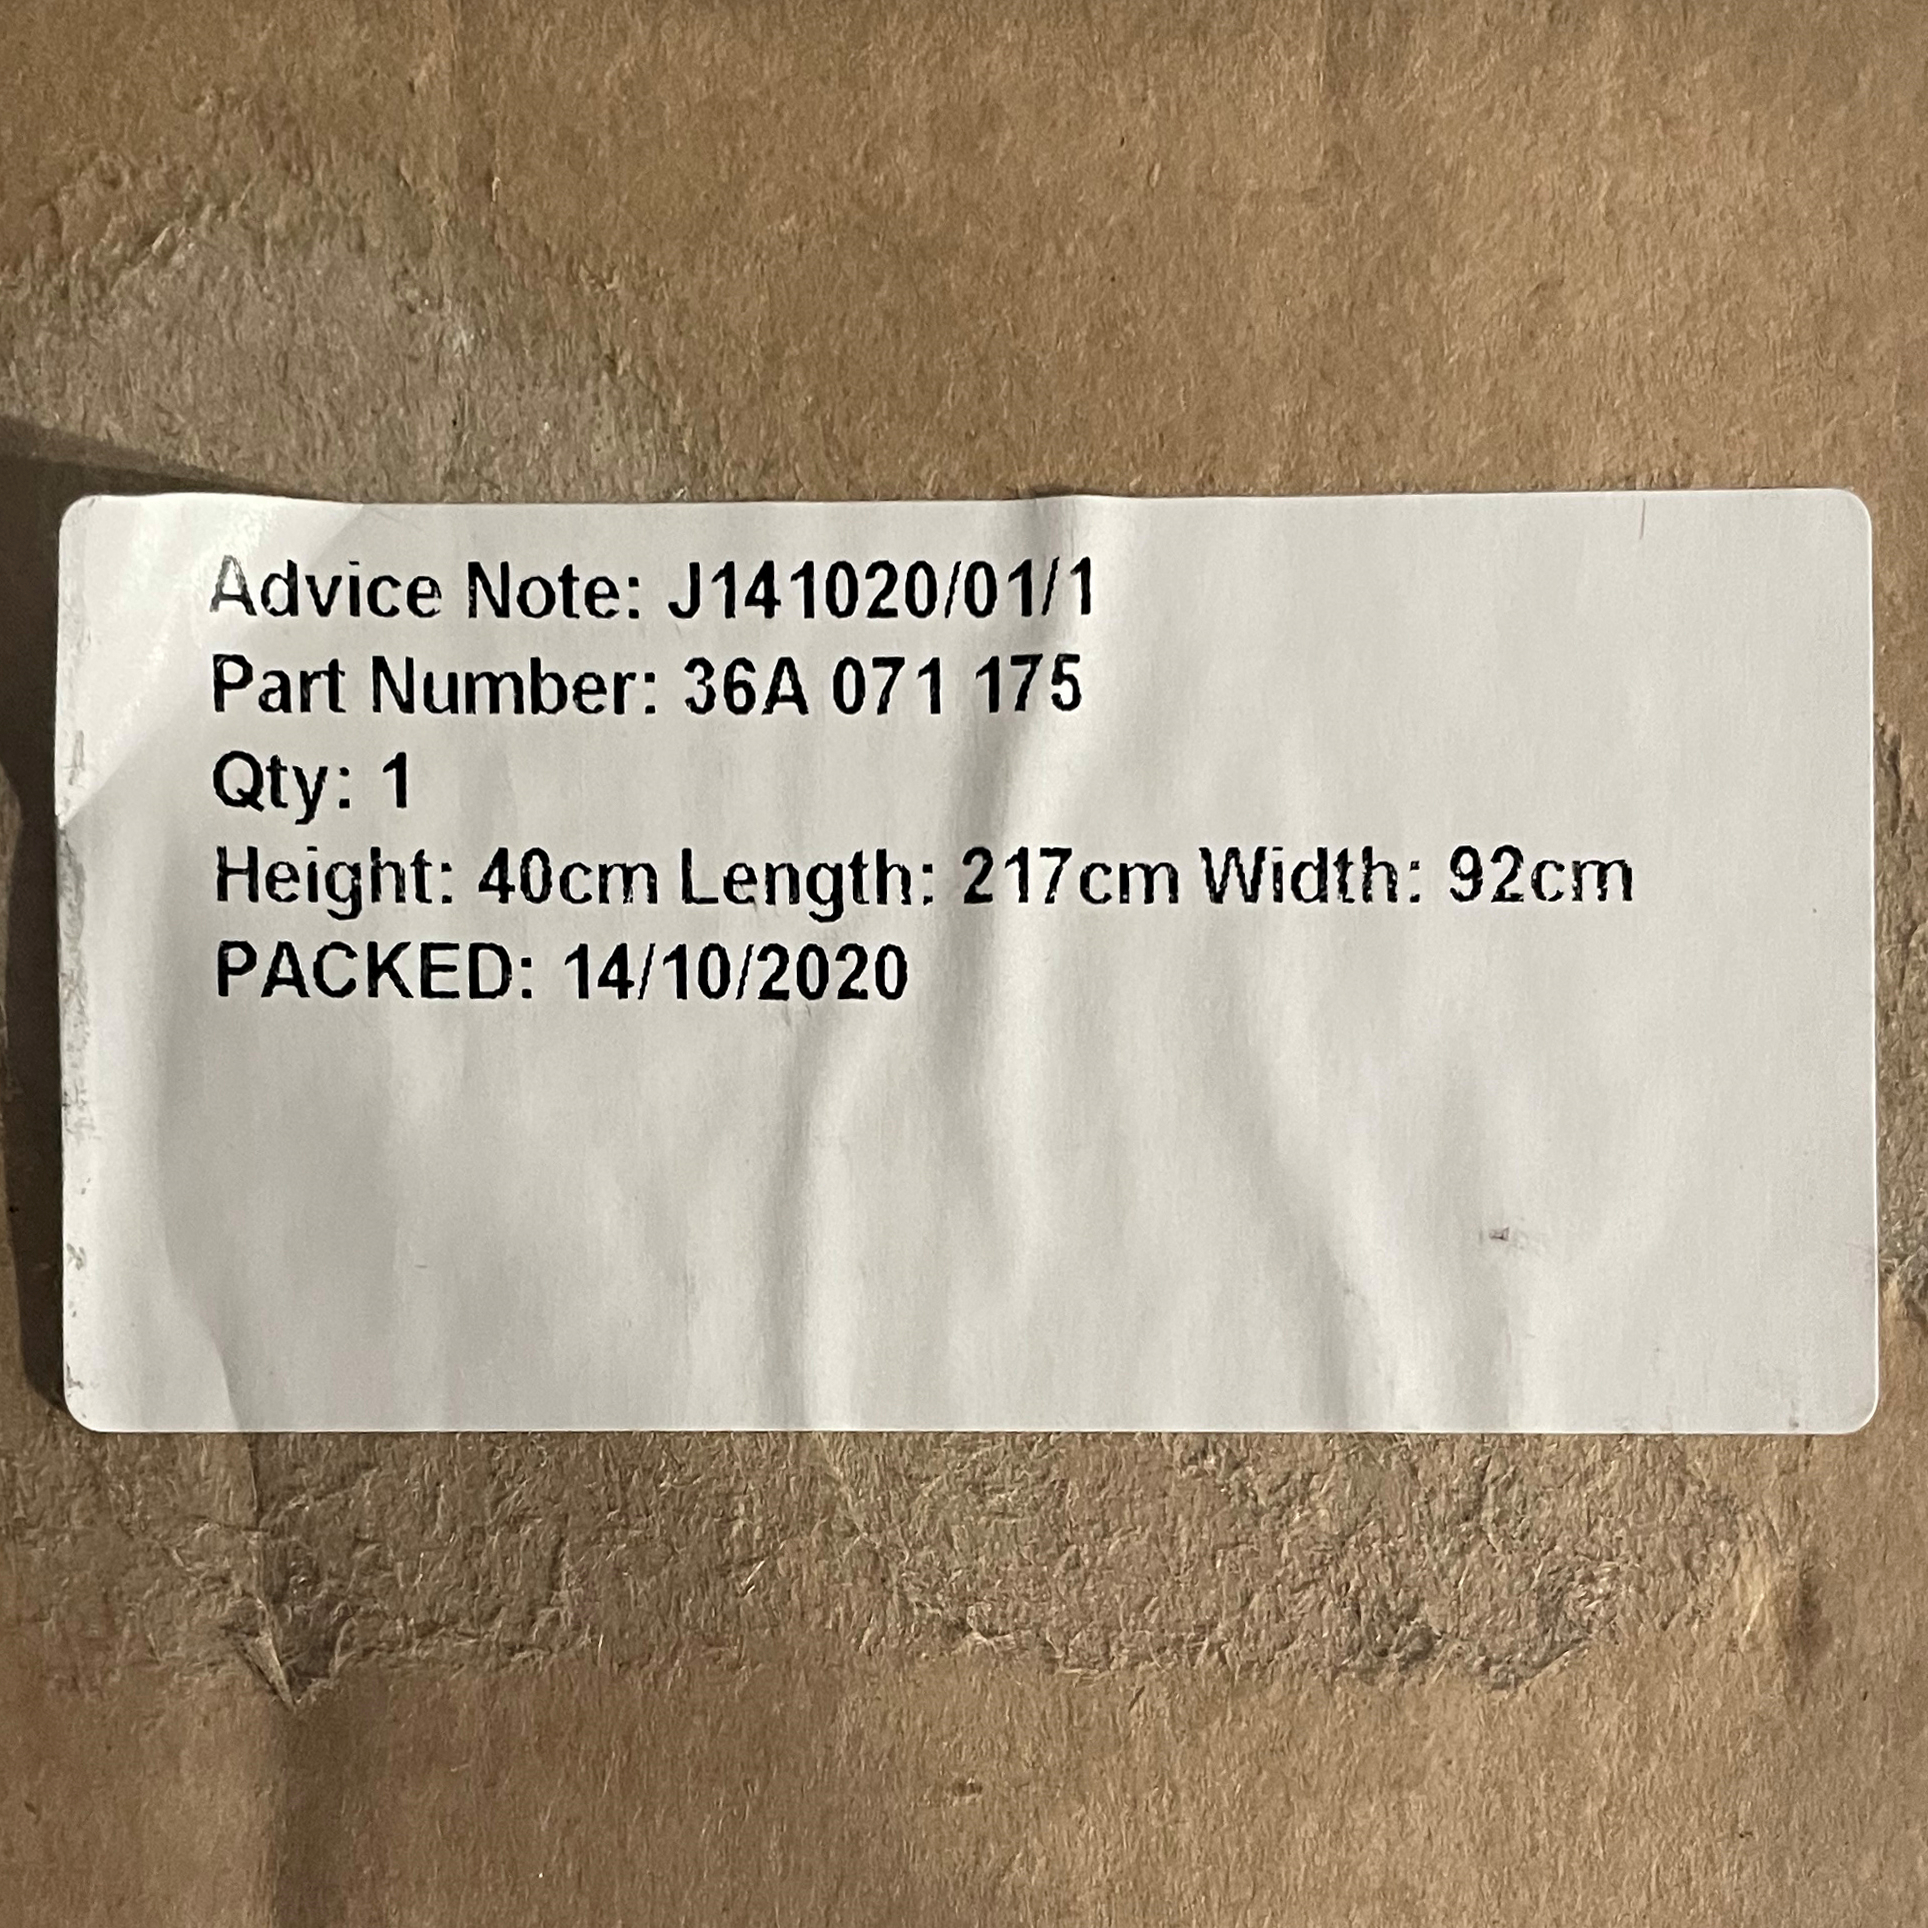 Advice Note: J141020/01/1
Part Number: 36A 071 175
Qty: 1
Height: 40cm Length: 217cm Width: 92cm
PACKED: 14/10/2020